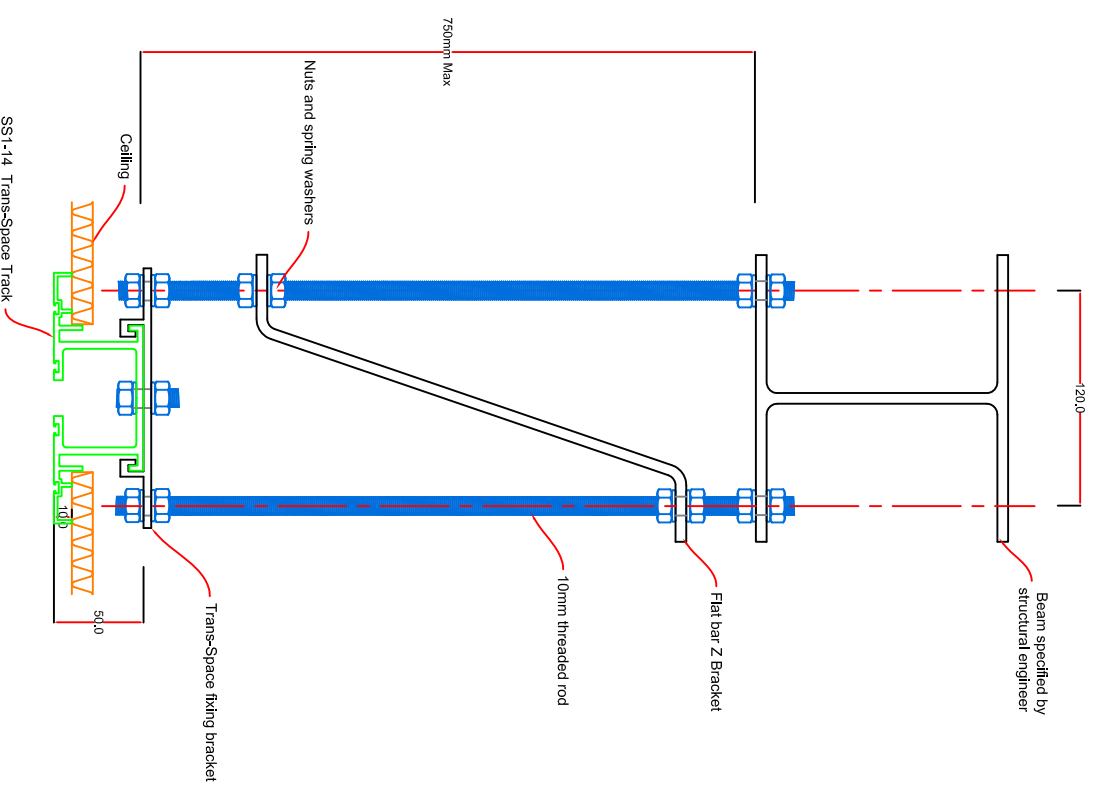 120.0
Beam specified by
structural engineer
Flat bar Z Bracket
10mm threaded rod
750mm Max
Nuts and spring washers
Trans-Space fixing bracket
Ceiling
50.0
10.0
SS1-14 Trans-Space Track